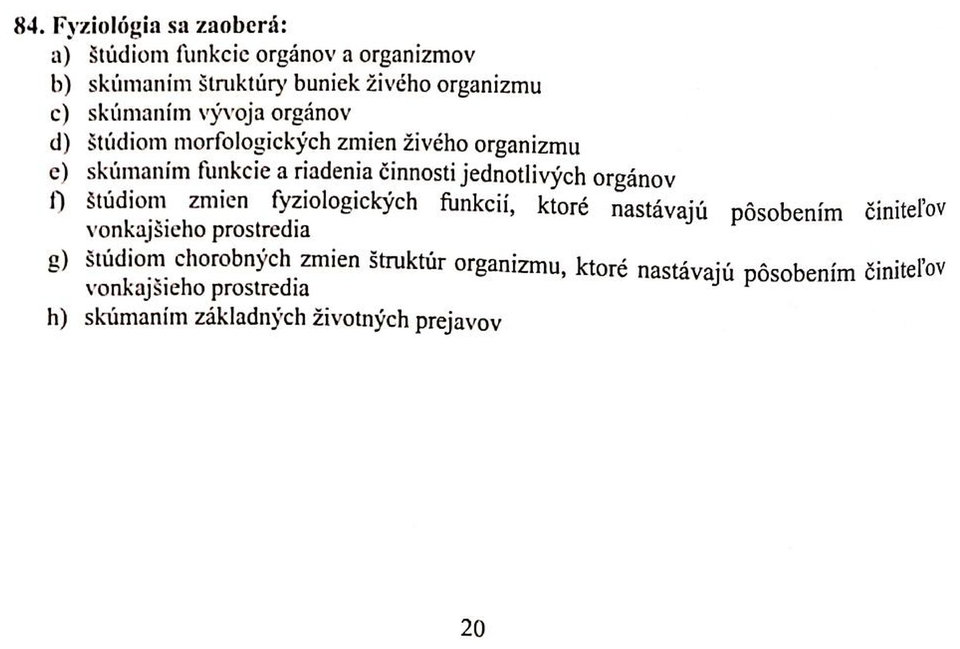 84. Fyziológia sa zaoberá:
a) štúdiom funkcie orgánov a organizmov
b) skúmaním štruktúry buniek živého organizmu
c) skúmaním vývoja orgánov
d) štúdiom morfologických zmien živého organizmu
e) skúmaním funkcie a riadenia činnosti jednotlivých orgánov
f) štúdiom zmien fyziologických funkcií, ktoré nastávajú pôsobením činiteľov
vonkajšieho prostredia
g) štúdiom chorobných zmien štruktúr organizmu, ktoré nastávajú pôsobením činiteľov
vonkajšieho prostredia
h) skúmaním základných životných prejavov
20